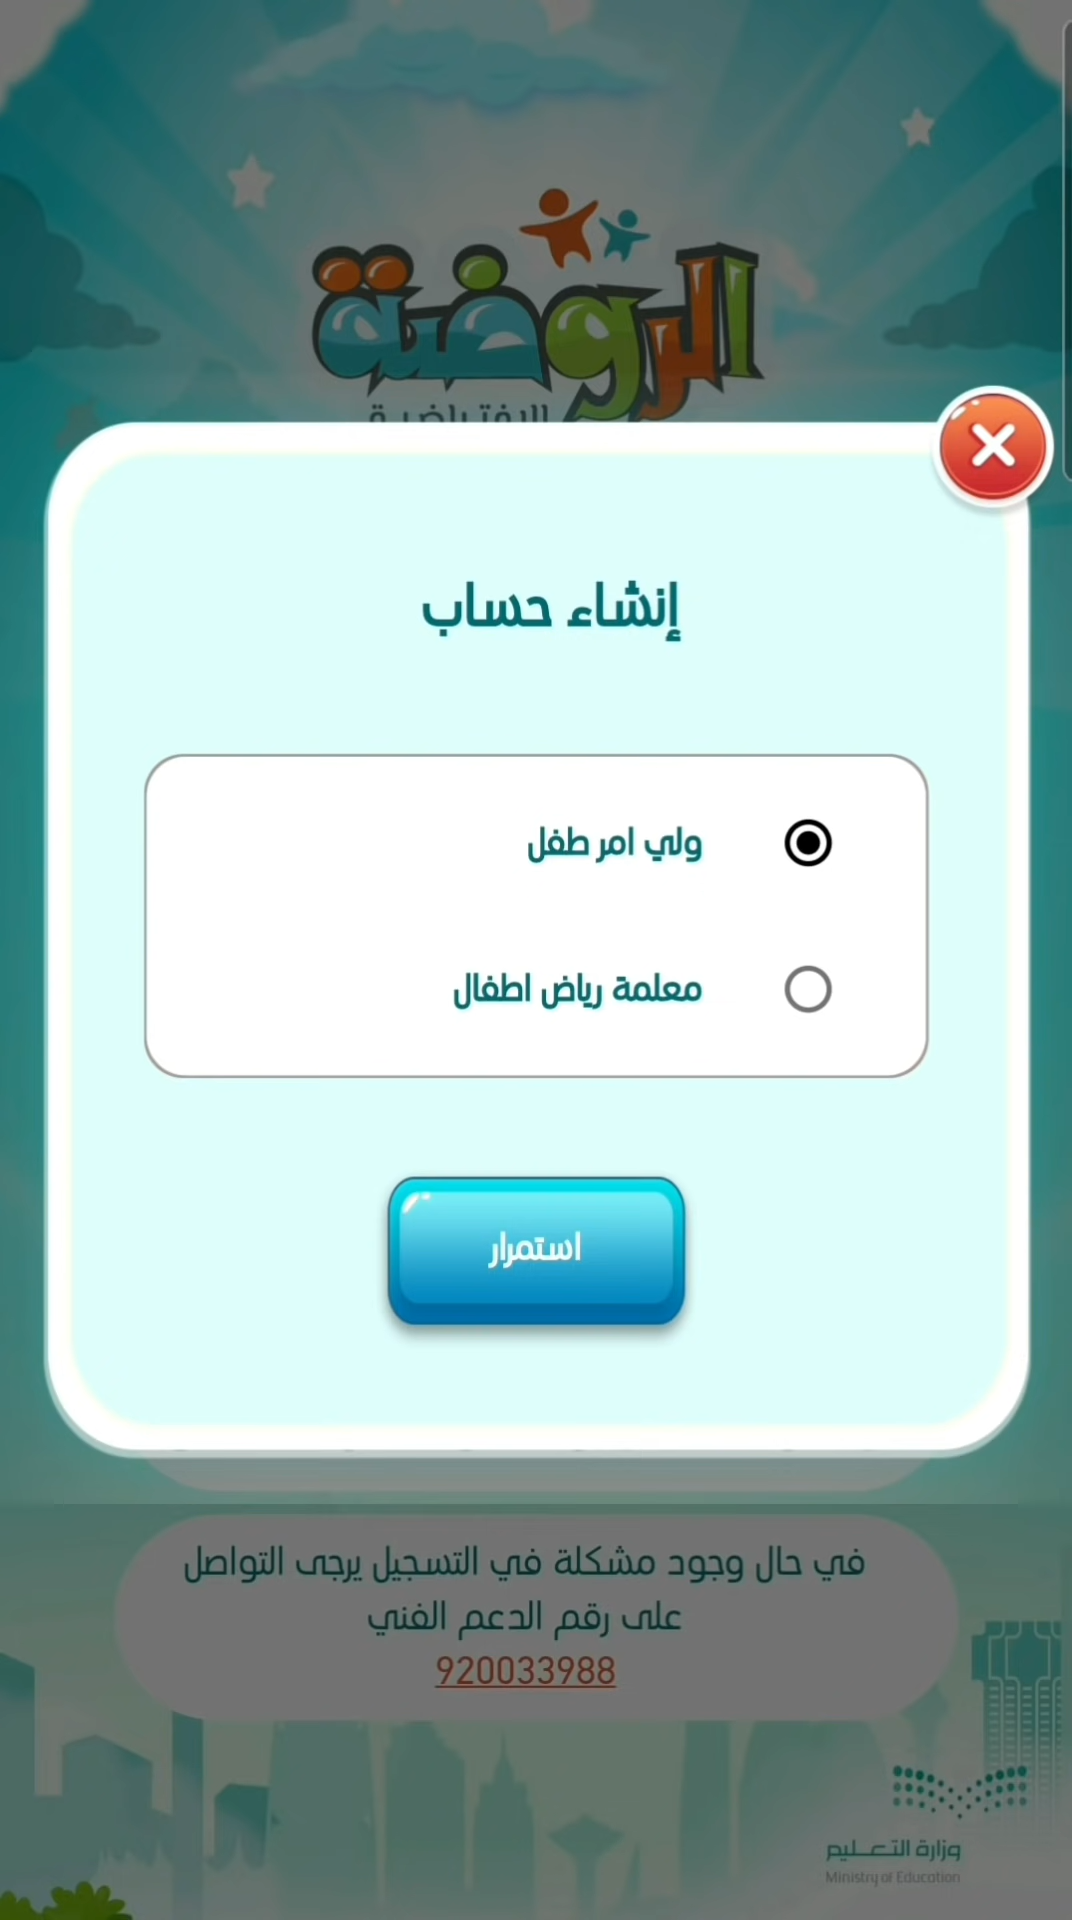 الروضة
الافتراضية
إنشاء حساب
ولي امر طفل
معلمة رياض اطفال
استمرار
في حال وجود مشكلة في التسجيل يرجى التواصل
على رقم الدعم الفني
920033988
وزارة التعليم
Ministry of Education